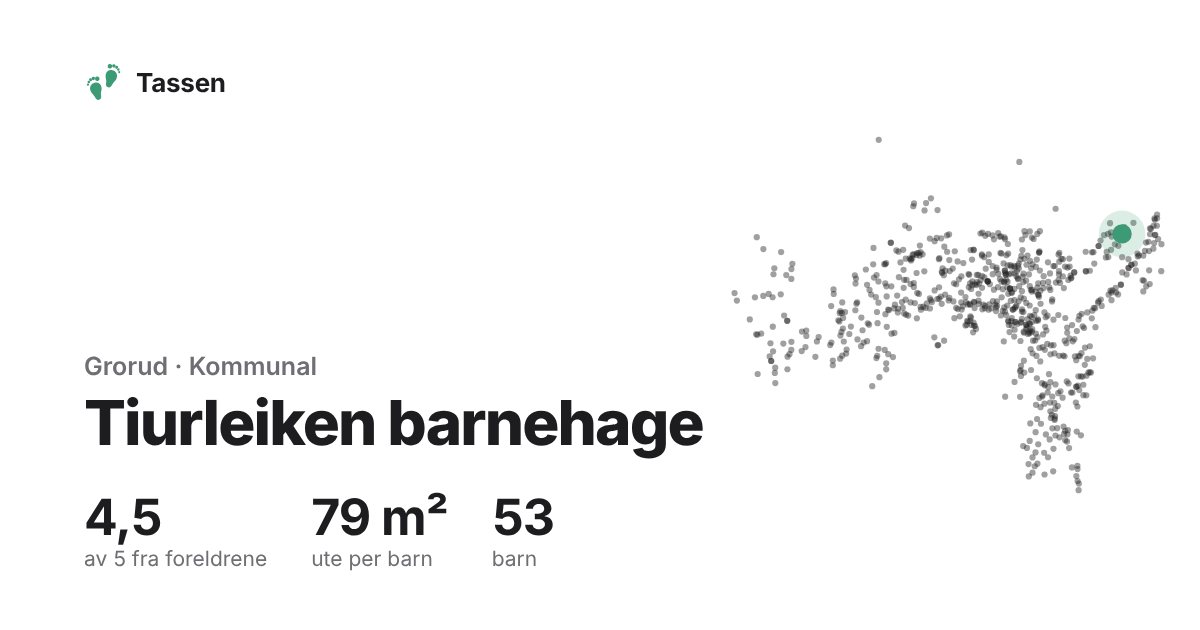 Tassen
Grorud · Kommunal
Tiurleiken barnehage
4,5
av 5 fra foreldrene
79 m²
ute per barn
53
barn